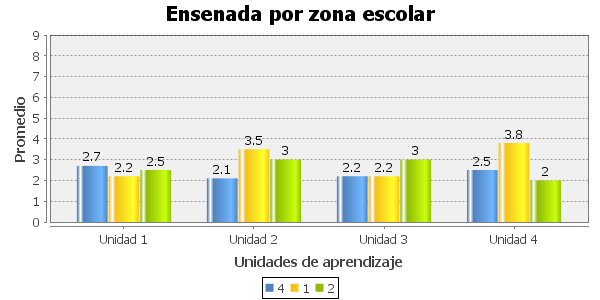 Ensenada por zona escolar
Promedio
9
8
7
6
5
4
3
2
1
0
2.7 2.2 2.5 2.1 3.5 3 2.2 2.2 3 2.5 3.8 2
Unidad 1 Unidad 2 Unidad 3 Unidad 4
Unidades de aprendizaje
4 1 2